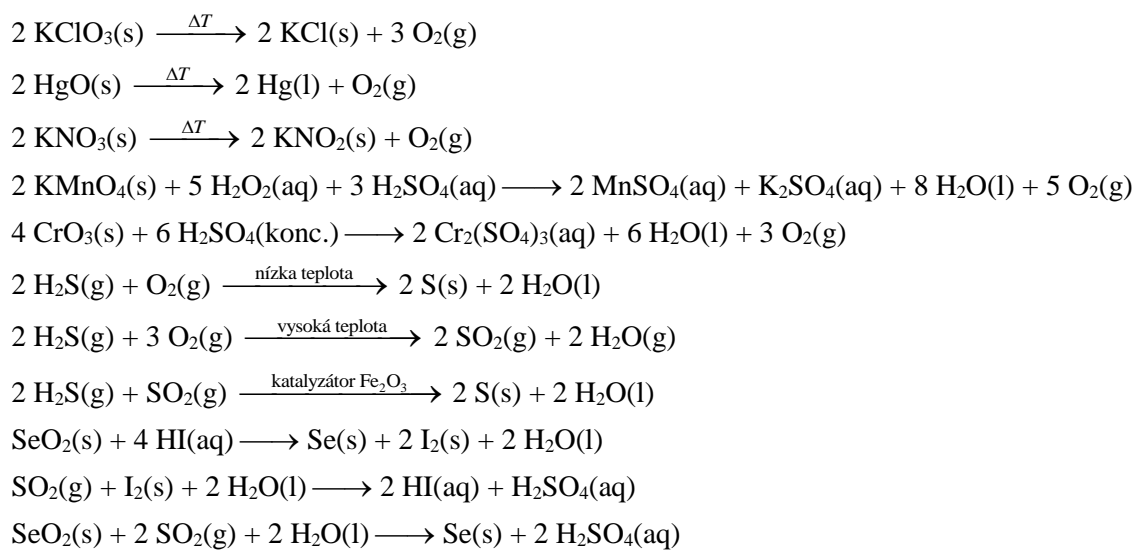 2 KClO₃(s) —ΔT→ 2 KCl(s) + 3 O₂(g)
2 HgO(s) —ΔT→ 2 Hg(l) + O₂(g)
2 KNO₃(s) —ΔT→ 2 KNO₂(s) + O₂(g)
2 KMnO₄(s) + 5 H₂O₂(aq) + 3 H₂SO₄(aq) ⟶ 2 MnSO₄(aq) + K₂SO₄(aq) + 8 H₂O(l) + 5 O₂(g)
4 CrO₃(s) + 6 H₂SO₄(konc.) ⟶ 2 Cr₂(SO₄)₃(aq) + 6 H₂O(l) + 3 O₂(g)
2 H₂S(g) + O₂(g) —nízka teplota→ 2 S(s) + 2 H₂O(l)
2 H₂S(g) + 3 O₂(g) —vysoká teplota→ 2 SO₂(g) + 2 H₂O(g)
2 H₂S(g) + SO₂(g) —katalyzátor Fe₂O₃→ 2 S(s) + 2 H₂O(l)
SeO₂(s) + 4 HI(aq) ⟶ Se(s) + 2 I₂(s) + 2 H₂O(l)
SO₂(g) + I₂(s) + 2 H₂O(l) ⟶ 2 HI(aq) + H₂SO₄(aq)
SeO₂(s) + 2 SO₂(g) + 2 H₂O(l) ⟶ Se(s) + 2 H₂SO₄(aq)